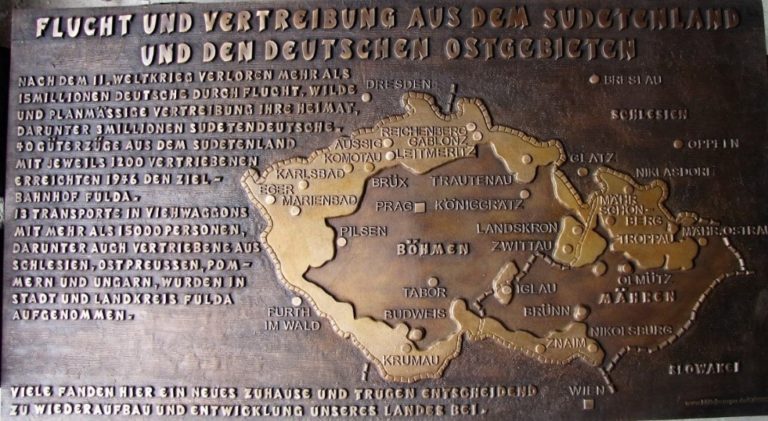 FLUCHT UND VERTREIBUNG AUS DEM SUDETENLAND
UND DEN DEUTSCHEN OSTGEBIETEN
NACH DEM II. WELTKRIEG VERLOREN MEHR ALS
15 MILLIONEN DEUTSCHE DURCH FLUCHT, WILDE
UND PLANMÄSSIGE VERTREIBUNG IHRE HEIMAT,
DARUNTER 3 MILLIONEN SUDETENDEUTSCHE.
40 GÜTERZÜGE AUS DEM SUDETENLAND
MIT JEWEILS 1200 VERTRIEBENEN
ERREICHTEN 1946 DEN ZIEL-
BAHNHOF FULDA.
13 TRANSPORTE IN VIEHWAGGONS
MIT MEHR ALS 15000 PERSONEN,
DARUNTER AUCH VERTRIEBENE AUS
SCHLESIEN, OSTPREUSSEN, POM-
MERN UND UNGARN, WURDEN IN
STADT UND LANDKREIS FULDA
AUFGENOMMEN.
DRESDEN
BRESLAU
SCHLESIEN
REICHENBERG
GABLONZ
AUSSIG
LEITMERITZ
KOMOTAU
OPPELN
GLATZ
NIKLASDORF
KARLSBAD
BRÜX
TRAUTENAU
EGER
MARIENBAD
PRAG
KÖNIGGRÄTZ
MÄHR.
SCHÖN-
BERG
LANDSKRON
ZWITTAU
TROPPAU
MÄHR. OSTRAU
PILSEN
BÖHMEN
OLMÜTZ
TABOR
IGLAU
MÄHREN
FURTH
IM WALD
BUDWEIS
BRÜNN
NIKOLSBURG
ZNAIM
KRUMAU
SLOWAKEI
WIEN
VIELE FANDEN HIER EIN NEUES ZUHAUSE UND TRUGEN ENTSCHEIDEND
ZU WIEDERAUFBAU UND ENTWICKLUNG UNSERES LANDES BEI.